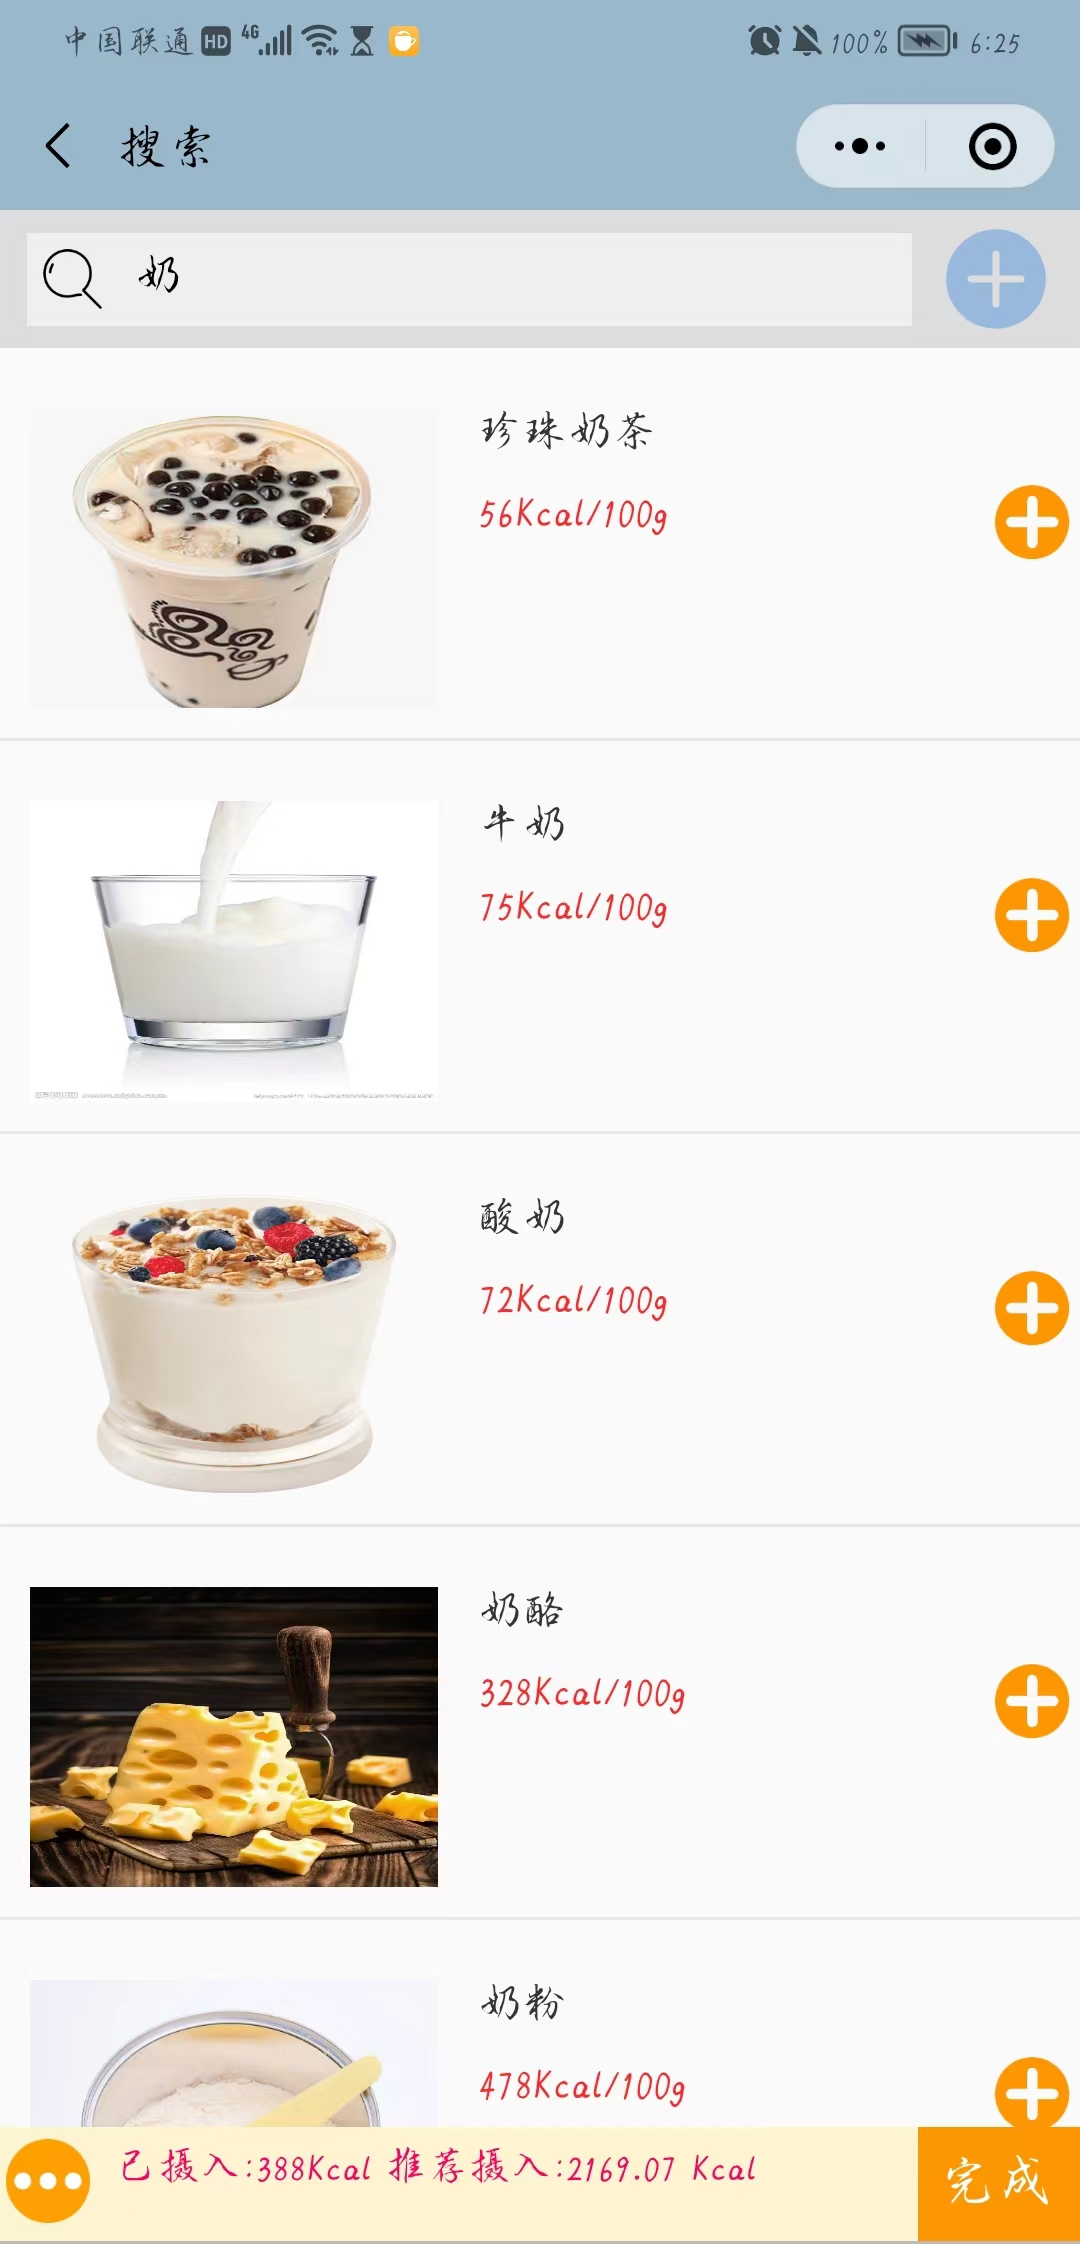 中国联通 HD 4G 100% 6:25
搜索
奶
珍珠奶茶
56Kcal/100g
牛奶
75Kcal/100g
酸奶
72Kcal/100g
奶酪
328Kcal/100g
奶粉
478Kcal/100g
已摄入:388Kcal 推荐摄入:2169.07 Kcal
完成